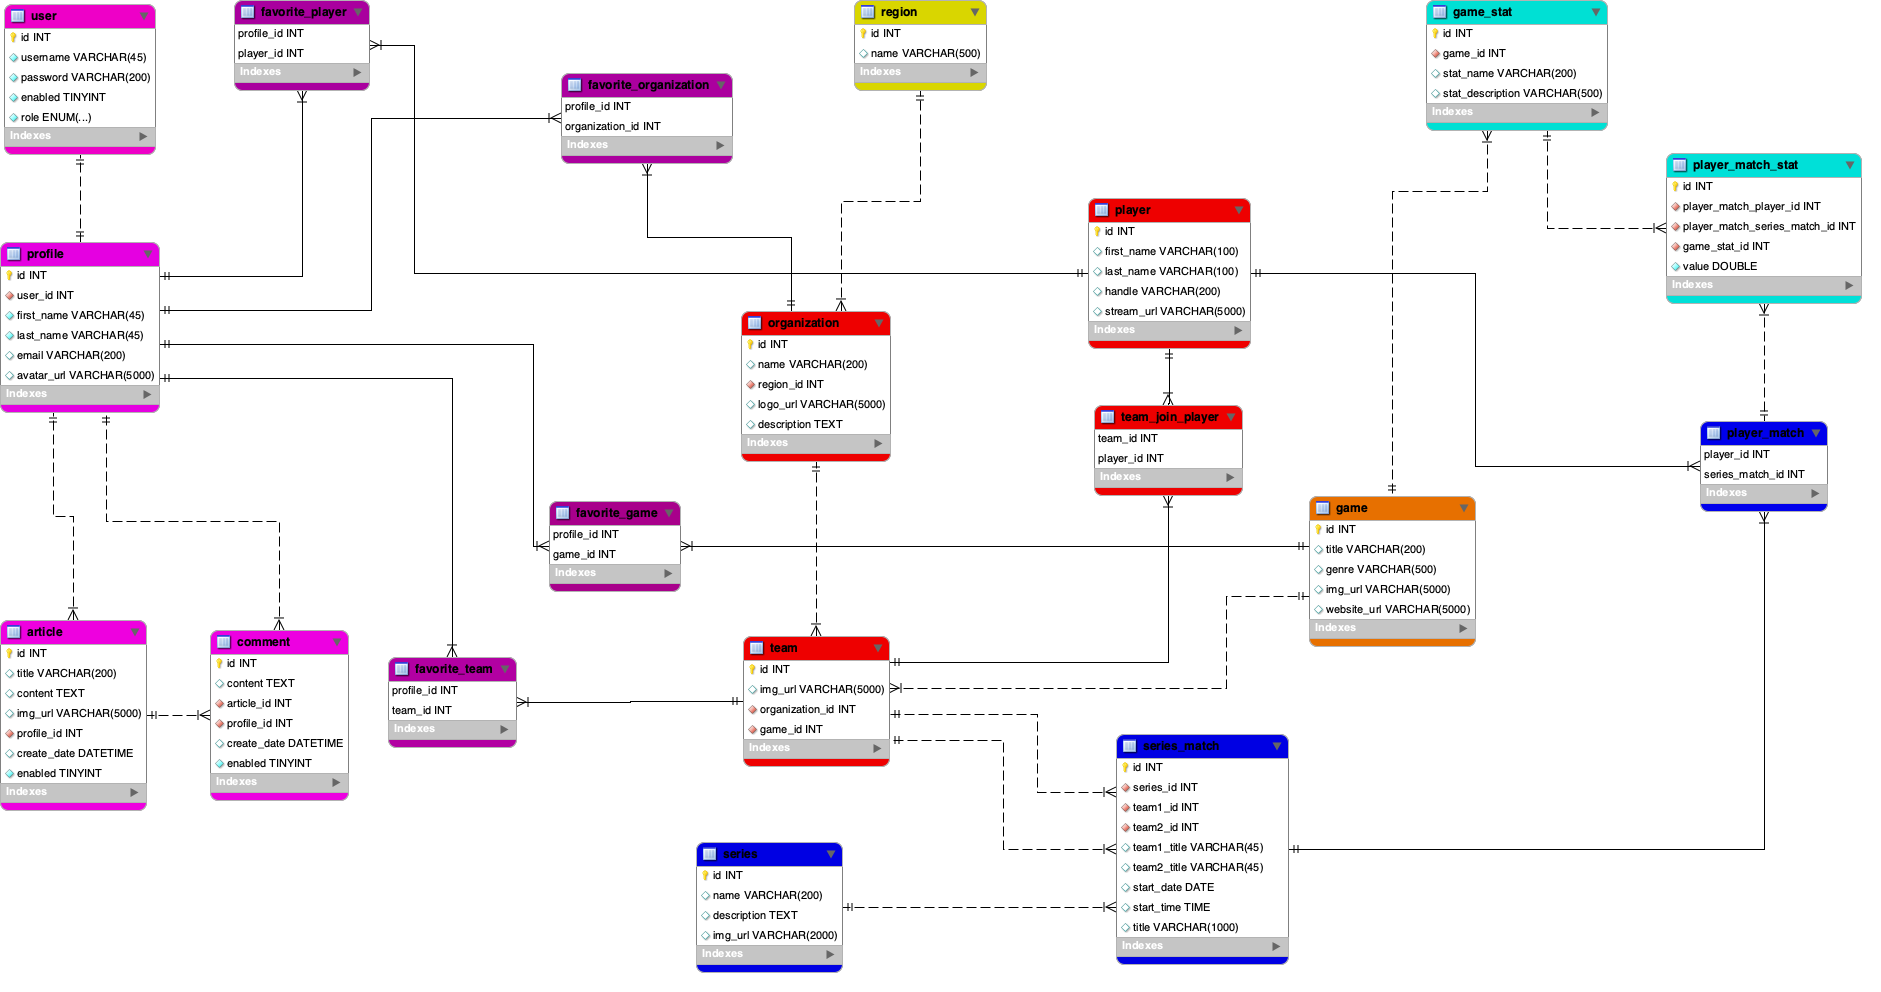 user
id INT
username VARCHAR(45)
password VARCHAR(200)
enabled TINYINT
role ENUM(...)
Indexes
favorite_player
profile_id INT
player_id INT
Indexes
favorite_organization
profile_id INT
organization_id INT
Indexes
region
id INT
name VARCHAR(500)
Indexes
game_stat
id INT
game_id INT
stat_name VARCHAR(200)
stat_description VARCHAR(500)
Indexes
player_match_stat
id INT
player_match_player_id INT
player_match_series_match_id INT
game_stat_id INT
value DOUBLE
Indexes
profile
id INT
user_id INT
first_name VARCHAR(45)
last_name VARCHAR(45)
email VARCHAR(200)
avatar_url VARCHAR(5000)
Indexes
organization
id INT
name VARCHAR(200)
region_id INT
logo_url VARCHAR(5000)
description TEXT
Indexes
player
id INT
first_name VARCHAR(100)
last_name VARCHAR(100)
handle VARCHAR(200)
stream_url VARCHAR(5000)
Indexes
team_join_player
team_id INT
player_id INT
Indexes
player_match
player_id INT
series_match_id INT
Indexes
favorite_game
profile_id INT
game_id INT
Indexes
game
id INT
title VARCHAR(200)
genre VARCHAR(500)
img_url VARCHAR(5000)
website_url VARCHAR(5000)
Indexes
article
id INT
title VARCHAR(200)
content TEXT
img_url VARCHAR(5000)
profile_id INT
create_date DATETIME
enabled TINYINT
Indexes
comment
id INT
content TEXT
article_id INT
profile_id INT
create_date DATETIME
enabled TINYINT
Indexes
favorite_team
profile_id INT
team_id INT
Indexes
team
id INT
img_url VARCHAR(5000)
organization_id INT
game_id INT
Indexes
series_match
id INT
series_id INT
team1_id INT
team2_id INT
team1_title VARCHAR(45)
team2_title VARCHAR(45)
start_date DATE
start_time TIME
title VARCHAR(1000)
Indexes
series
id INT
name VARCHAR(200)
description TEXT
img_url VARCHAR(2000)
Indexes